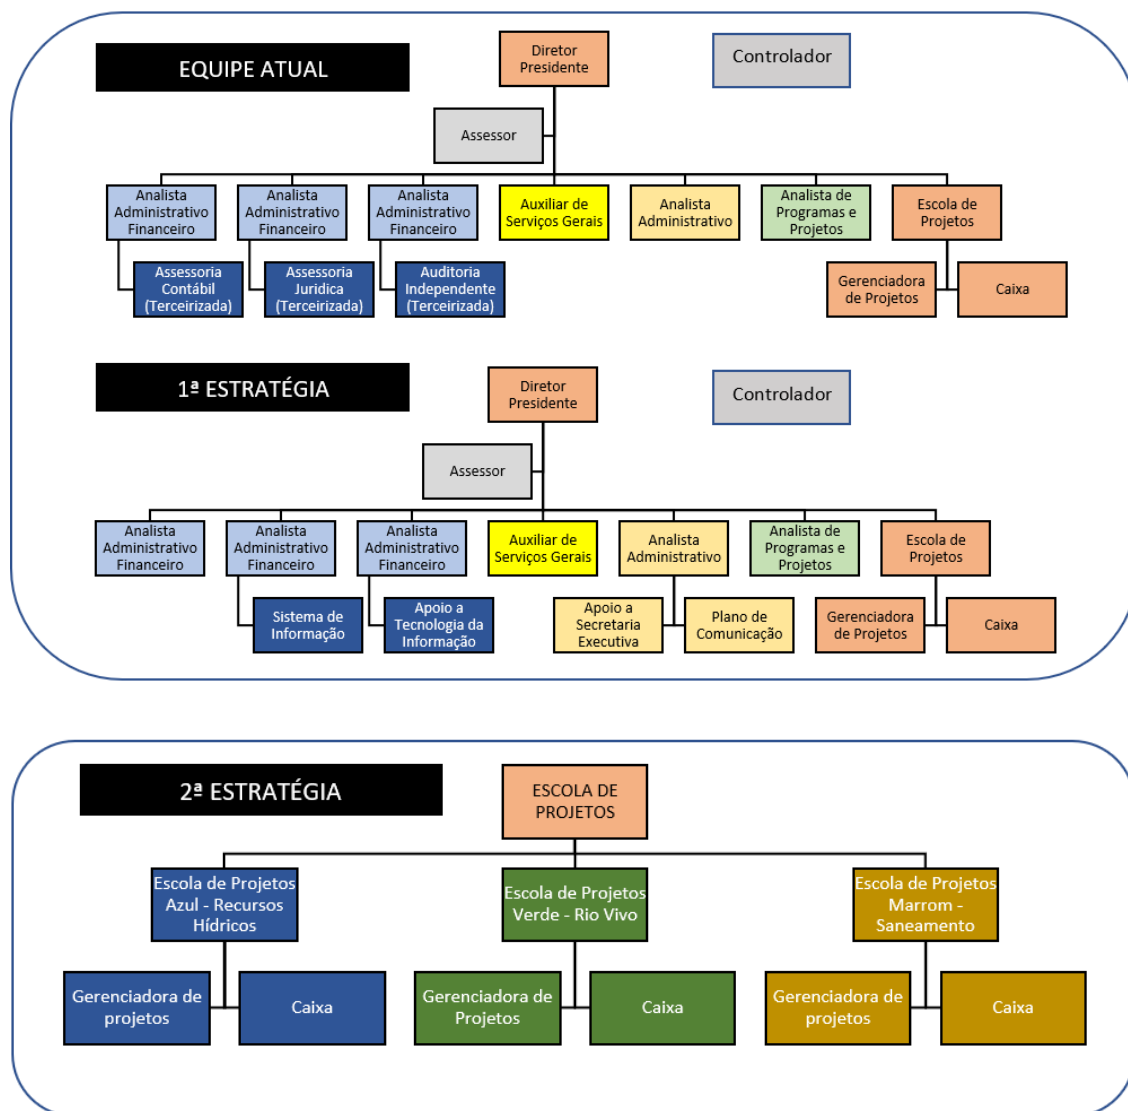 EQUIPE ATUAL
Diretor
Presidente
Controlador
Assessor
Analista
Administrativo
Financeiro
Analista
Administrativo
Financeiro
Analista
Administrativo
Financeiro
Auxiliar de
Serviços Gerais
Analista
Administrativo
Analista de
Programas e
Projetos
Escola de
Projetos
Assessoria
Contábil
(Terceirizada)
Assessoria
Juridica
(Terceirizada)
Auditoria
Independente
(Terceirizada)
Gerenciadora
de Projetos
Caixa
1ª ESTRATÉGIA
Diretor
Presidente
Controlador
Assessor
Analista
Administrativo
Financeiro
Analista
Administrativo
Financeiro
Analista
Administrativo
Financeiro
Auxiliar de
Serviços Gerais
Analista
Administrativo
Analista de
Programas e
Projetos
Escola de
Projetos
Sistema de
Informação
Apoio a
Tecnologia da
Informação
Apoio a
Secretaria
Executiva
Plano de
Comunicação
Gerenciadora
de Projetos
Caixa
2ª ESTRATÉGIA
ESCOLA DE
PROJETOS
Escola de Projetos
Azul - Recursos
Hídricos
Escola de Projetos
Verde - Rio Vivo
Escola de Projetos
Marrom -
Saneamento
Gerenciadora de
projetos
Caixa
Gerenciadora de
Projetos
Caixa
Gerenciadora de
projetos
Caixa